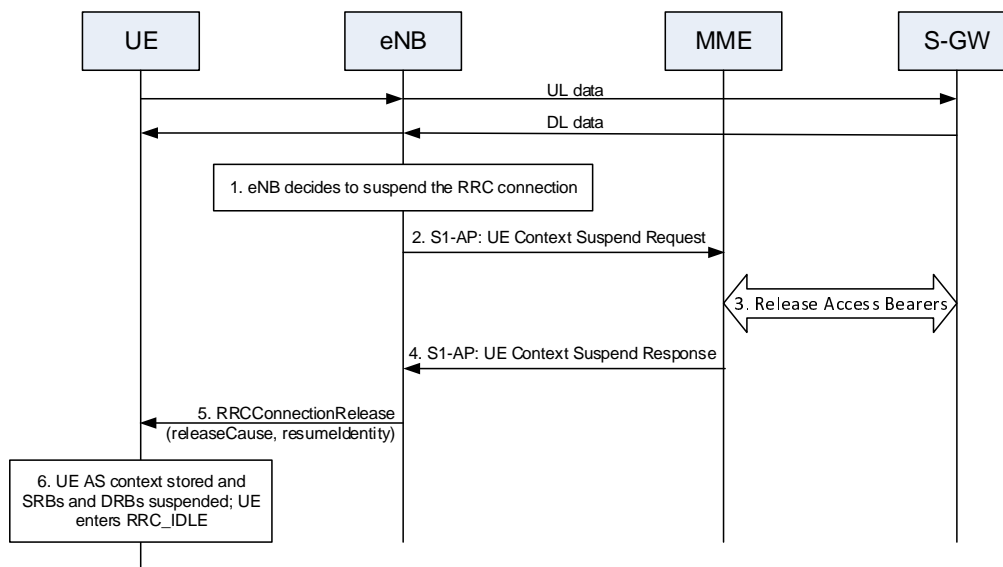 UE
eNB
MME
S-GW
UL data
DL data
1. eNB decides to suspend the RRC connection
2. S1-AP: UE Context Suspend Request
3. Release Access Bearers
4. S1-AP: UE Context Suspend Response
5. RRCConnectionRelease
(releaseCause, resumeIdentity)
6. UE AS context stored and
SRBs and DRBs suspended; UE
enters RRC_IDLE